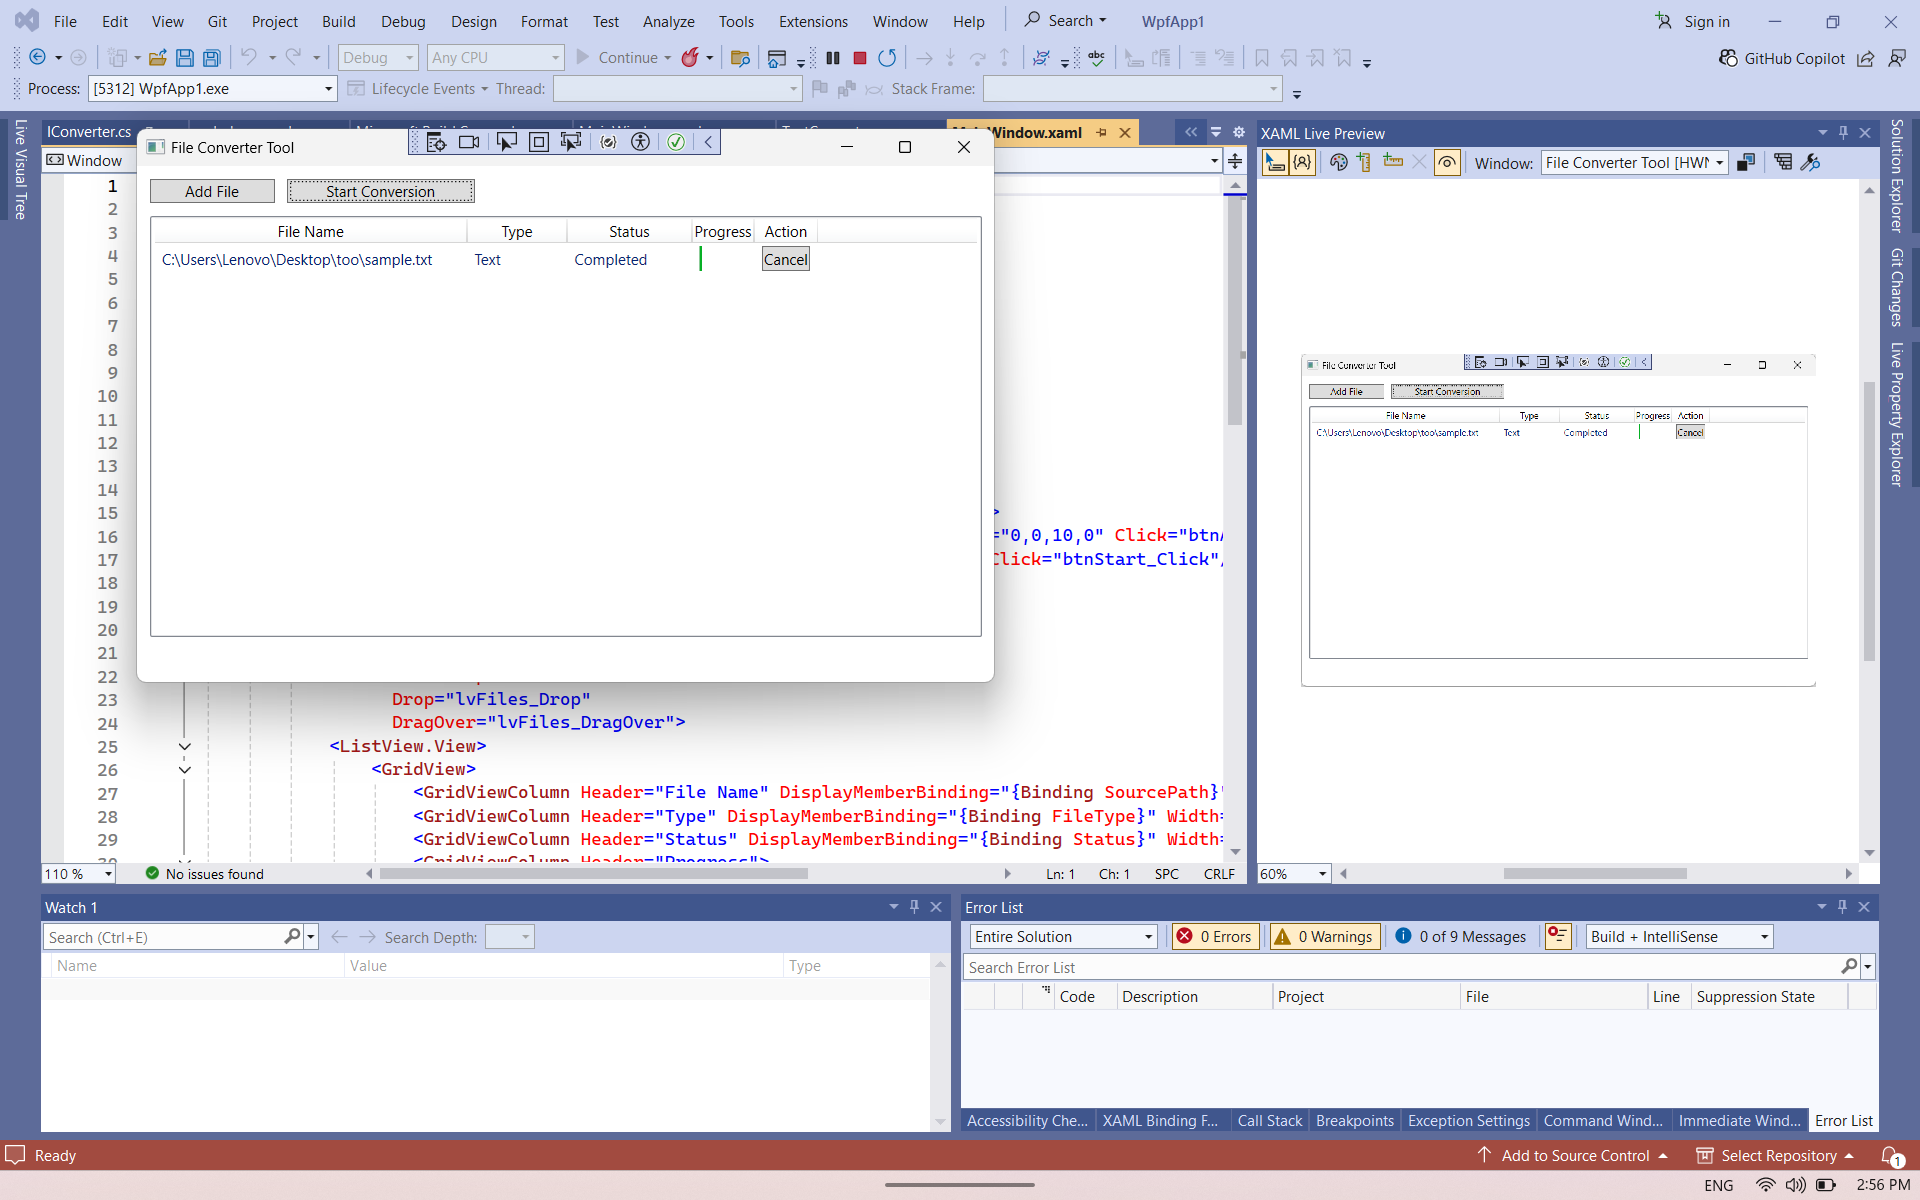 File Edit View Git Project Build Debug Design Format Test Analyze Tools Extensions Window Help Search WpfApp1 Sign in
Debug Any CPU Continue GitHub Copilot
Process: [5312] WpfApp1.exe Lifecycle Events Thread: Stack Frame:
Live Visual Tree
IConverter.cs
Window.xaml
Window
File Converter Tool
Add File Start Conversion
File Name Type Status Progress Action
C:\Users\Lenovo\Desktop\too\sample.txt Text Completed Cancel
1
2
3
4
5
6
7
8
9
10
11
12
13
14
15 >
16 ="0,0,10,0" Click="btn
17 Click="btnStart_Click"
18
19
20
21
22
23 Drop="lvFiles_Drop"
24 DragOver="lvFiles_DragOver">
25 <ListView.View>
26 <GridView>
27 <GridViewColumn Header="File Name" DisplayMemberBinding="{Binding SourcePath}"
28 <GridViewColumn Header="Type" DisplayMemberBinding="{Binding FileType}" Width=
29 <GridViewColumn Header="Status" DisplayMemberBinding="{Binding Status}" Width=
30 <GridViewColumn Header="Progress">
110 % No issues found Ln: 1 Ch: 1 SPC CRLF
XAML Live Preview
Window: File Converter Tool [HWN
File Converter Tool
Add File Start Conversion
File Name Type Status Progress Action
C:\Users\Lenovo\Desktop\too\sample.txt Text Completed Cancel
60%
Solution Explorer
Git Changes
Live Property Explorer
Watch 1
Search (Ctrl+E) Search Depth:
Name Value Type
Error List
Entire Solution 0 Errors 0 Warnings 0 of 9 Messages Build + IntelliSense
Search Error List
Code Description Project File Line Suppression State
Accessibility Che... XAML Binding F... Call Stack Breakpoints Exception Settings Command Wind... Immediate Wind... Error List
Ready Add to Source Control Select Repository 1
ENG 2:56 PM